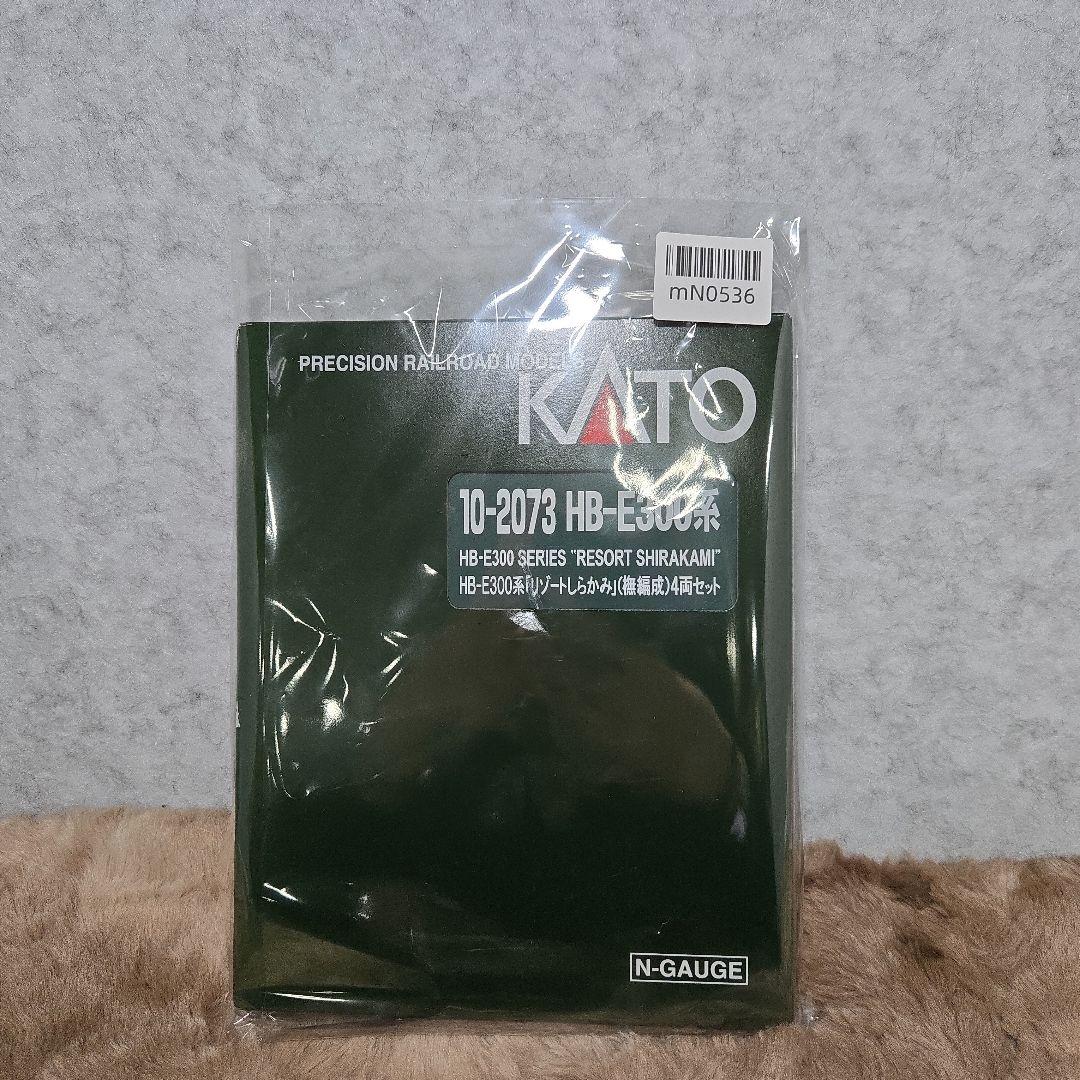 mN0536
PRECISION RAILROAD MODELS
KATO
10-2073 HB-E300系
HB-E300 SERIES "RESORT SHIRAKAMI"
HB-E300系「リゾートしらかみ」(橅編成)4両セット
N-GAUGE